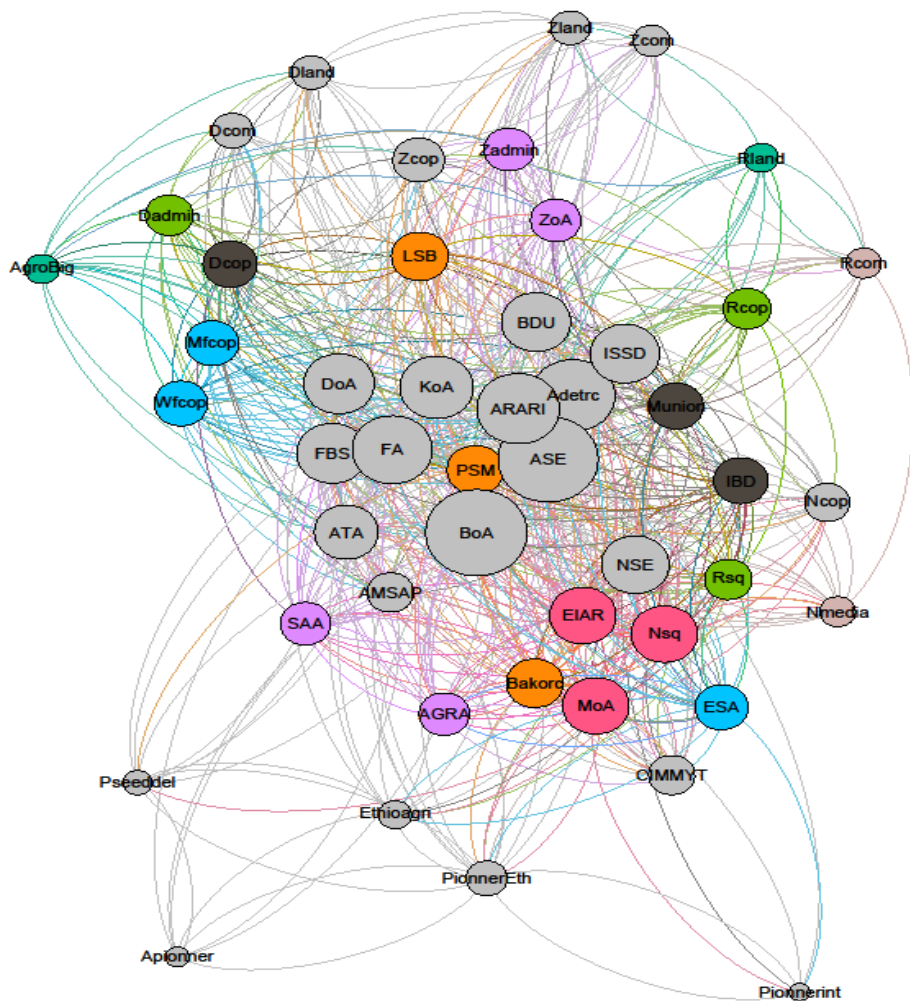 Zland
Zcom
Dland
Dcom
Zcop
Zadmin
Rland
Dadmin
ZoA
Dcop
LSB
Rcom
AgroBig
Rcop
BDU
Mfcop
ISSD
DoA
KoA
Adetrc
Wfcop
ARARI
Munion
FBS
FA
ASE
PSM
IBD
Ncop
ATA
BoA
NSE
Rsq
AMSAP
SAA
EIAR
Nsq
Nmedia
Bakorc
AGRA
MoA
ESA
Pseeddel
CIMMYT
Ethioagri
PionnerEth
Apionner
Pionnerint